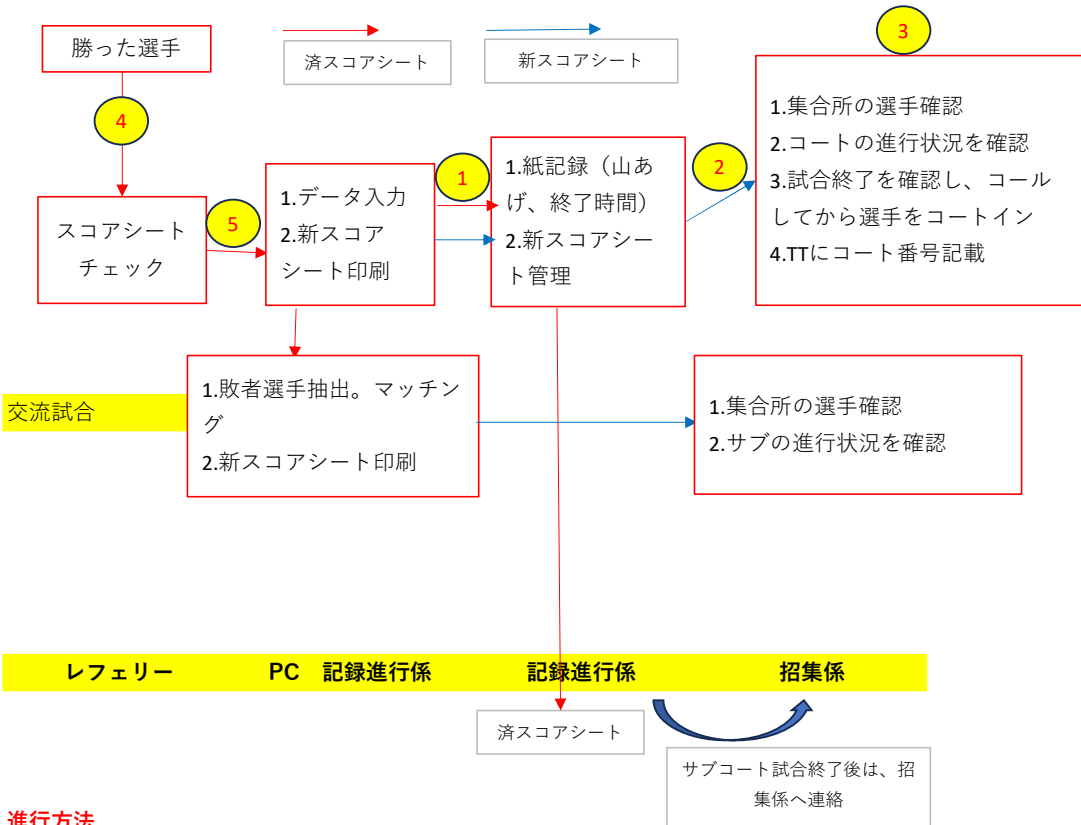 勝った選手
済スコアシート
新スコアシート
3
4
1.集合所の選手確認
2.コートの進行状況を確認
3.試合終了を確認し、コール
してから選手をコートイン
4.TTにコート番号記載
スコアシート
チェック
5
1.データ入力
2.新スコア
シート印刷
1
1.紙記録（山あ
げ、終了時間）
2.新スコアシー
ト管理
2
交流試合
1.敗者選手抽出。マッチン
グ
2.新スコアシート印刷
1.集合所の選手確認
2.サブの進行状況を確認
レフェリー
PC 記録進行係
記録進行係
招集係
済スコアシート
サブコート試合終了後は、招
集係へ連絡
進行方法